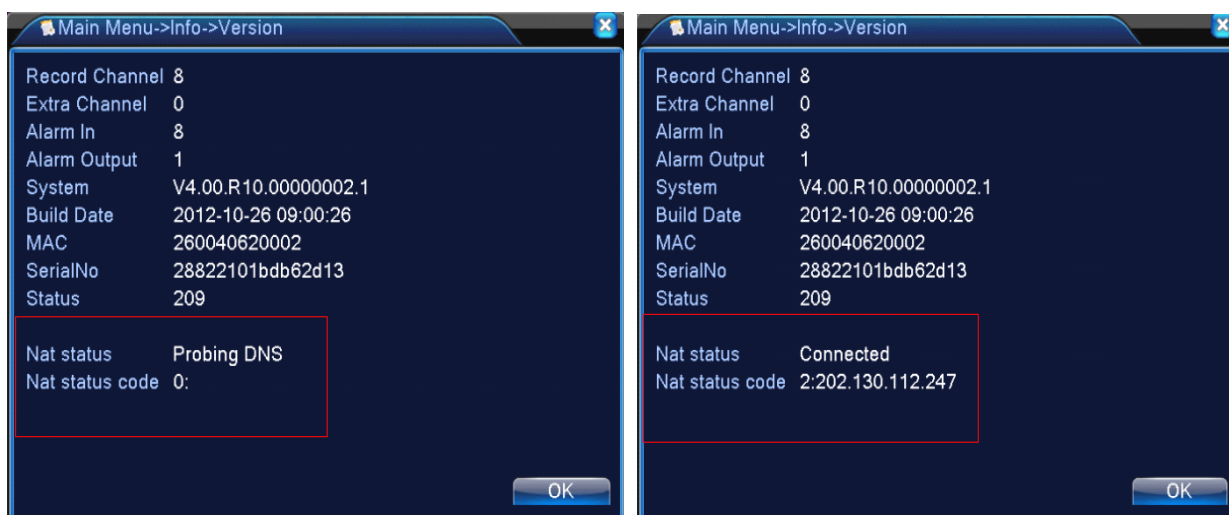 Main Menu->Info->Version
Record Channel 8
Extra Channel 0
Alarm In 8
Alarm Output 1
System V4.00.R10.00000002.1
Build Date 2012-10-26 09:00:26
MAC 260040620002
SerialNo 28822101bdb62d13
Status 209
Nat status Probing DNS
Nat status code 0:
OK
Main Menu->Info->Version
Record Channel 8
Extra Channel 0
Alarm In 8
Alarm Output 1
System V4.00.R10.00000002.1
Build Date 2012-10-26 09:00:26
MAC 260040620002
SerialNo 28822101bdb62d13
Status 209
Nat status Connected
Nat status code 2:202.130.112.247
OK